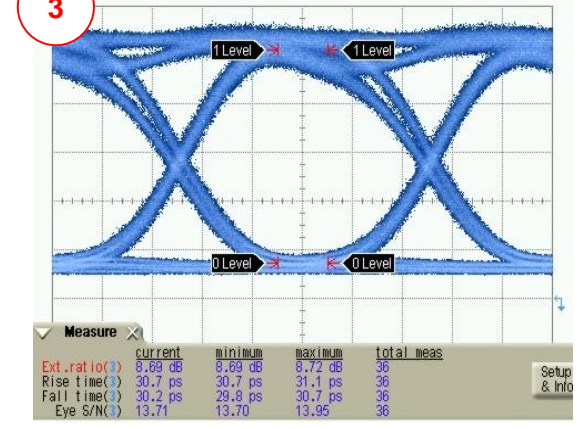 3
1 Level 1 Level
0 Level 0 Level
Measure
current minimum maximum total meas
Ext.ratio(3) 8.69 dB 8.69 dB 8.72 dB 36
Rise time(3) 30.7 ps 30.7 ps 31.1 ps 36
Fall time(3) 30.2 ps 29.8 ps 30.7 ps 36
Eye S/N(3) 13.71 13.70 13.95 36
Setup
& Info